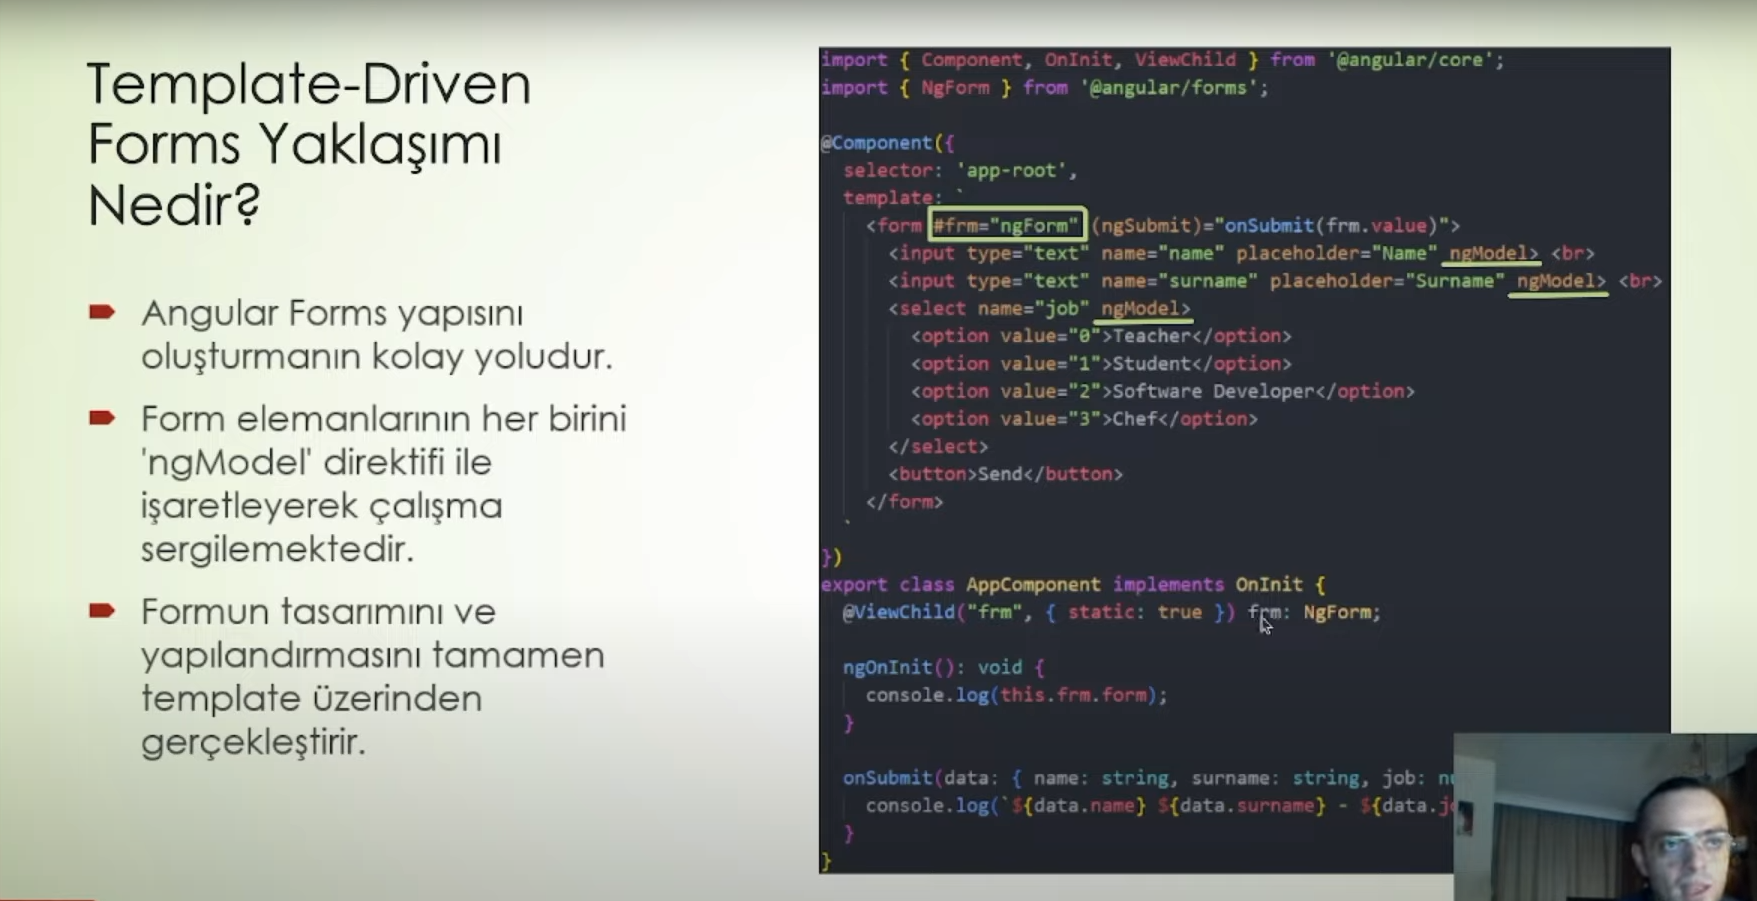 Template-Driven
Forms Yaklaşımı
Nedir?
Angular Forms yapısını
oluşturmanın kolay yoludur.
Form elemanlarının her birini
'ngModel' direktifi ile
işaretleyerek çalışma
sergilemektedir.
Formun tasarımını ve
yapılandırmasını tamamen
template üzerinden
gerçekleştirir.
import { Component, OnInit, ViewChild } from '@angular/core';
import { NgForm } from '@angular/forms';
@Component({
selector: 'app-root',
template: `
<form #frm="ngForm" (ngSubmit)="onSubmit(frm.value)">
<input type="text" name="name" placeholder="Name" ngModel> <br>
<input type="text" name="surname" placeholder="Surname" ngModel> <br>
<select name="job" ngModel>
<option value="0">Teacher</option>
<option value="1">Student</option>
<option value="2">Software Developer</option>
<option value="3">Chef</option>
</select>
<button>Send</button>
</form>
`
})
export class AppComponent implements OnInit {
@ViewChild("frm", { static: true }) frm: NgForm;
ngOnInit(): void {
console.log(this.frm.form);
}
onSubmit(data: { name: string, surname: string, job:
console.log(`${data.name} ${data.surname} -
}
}